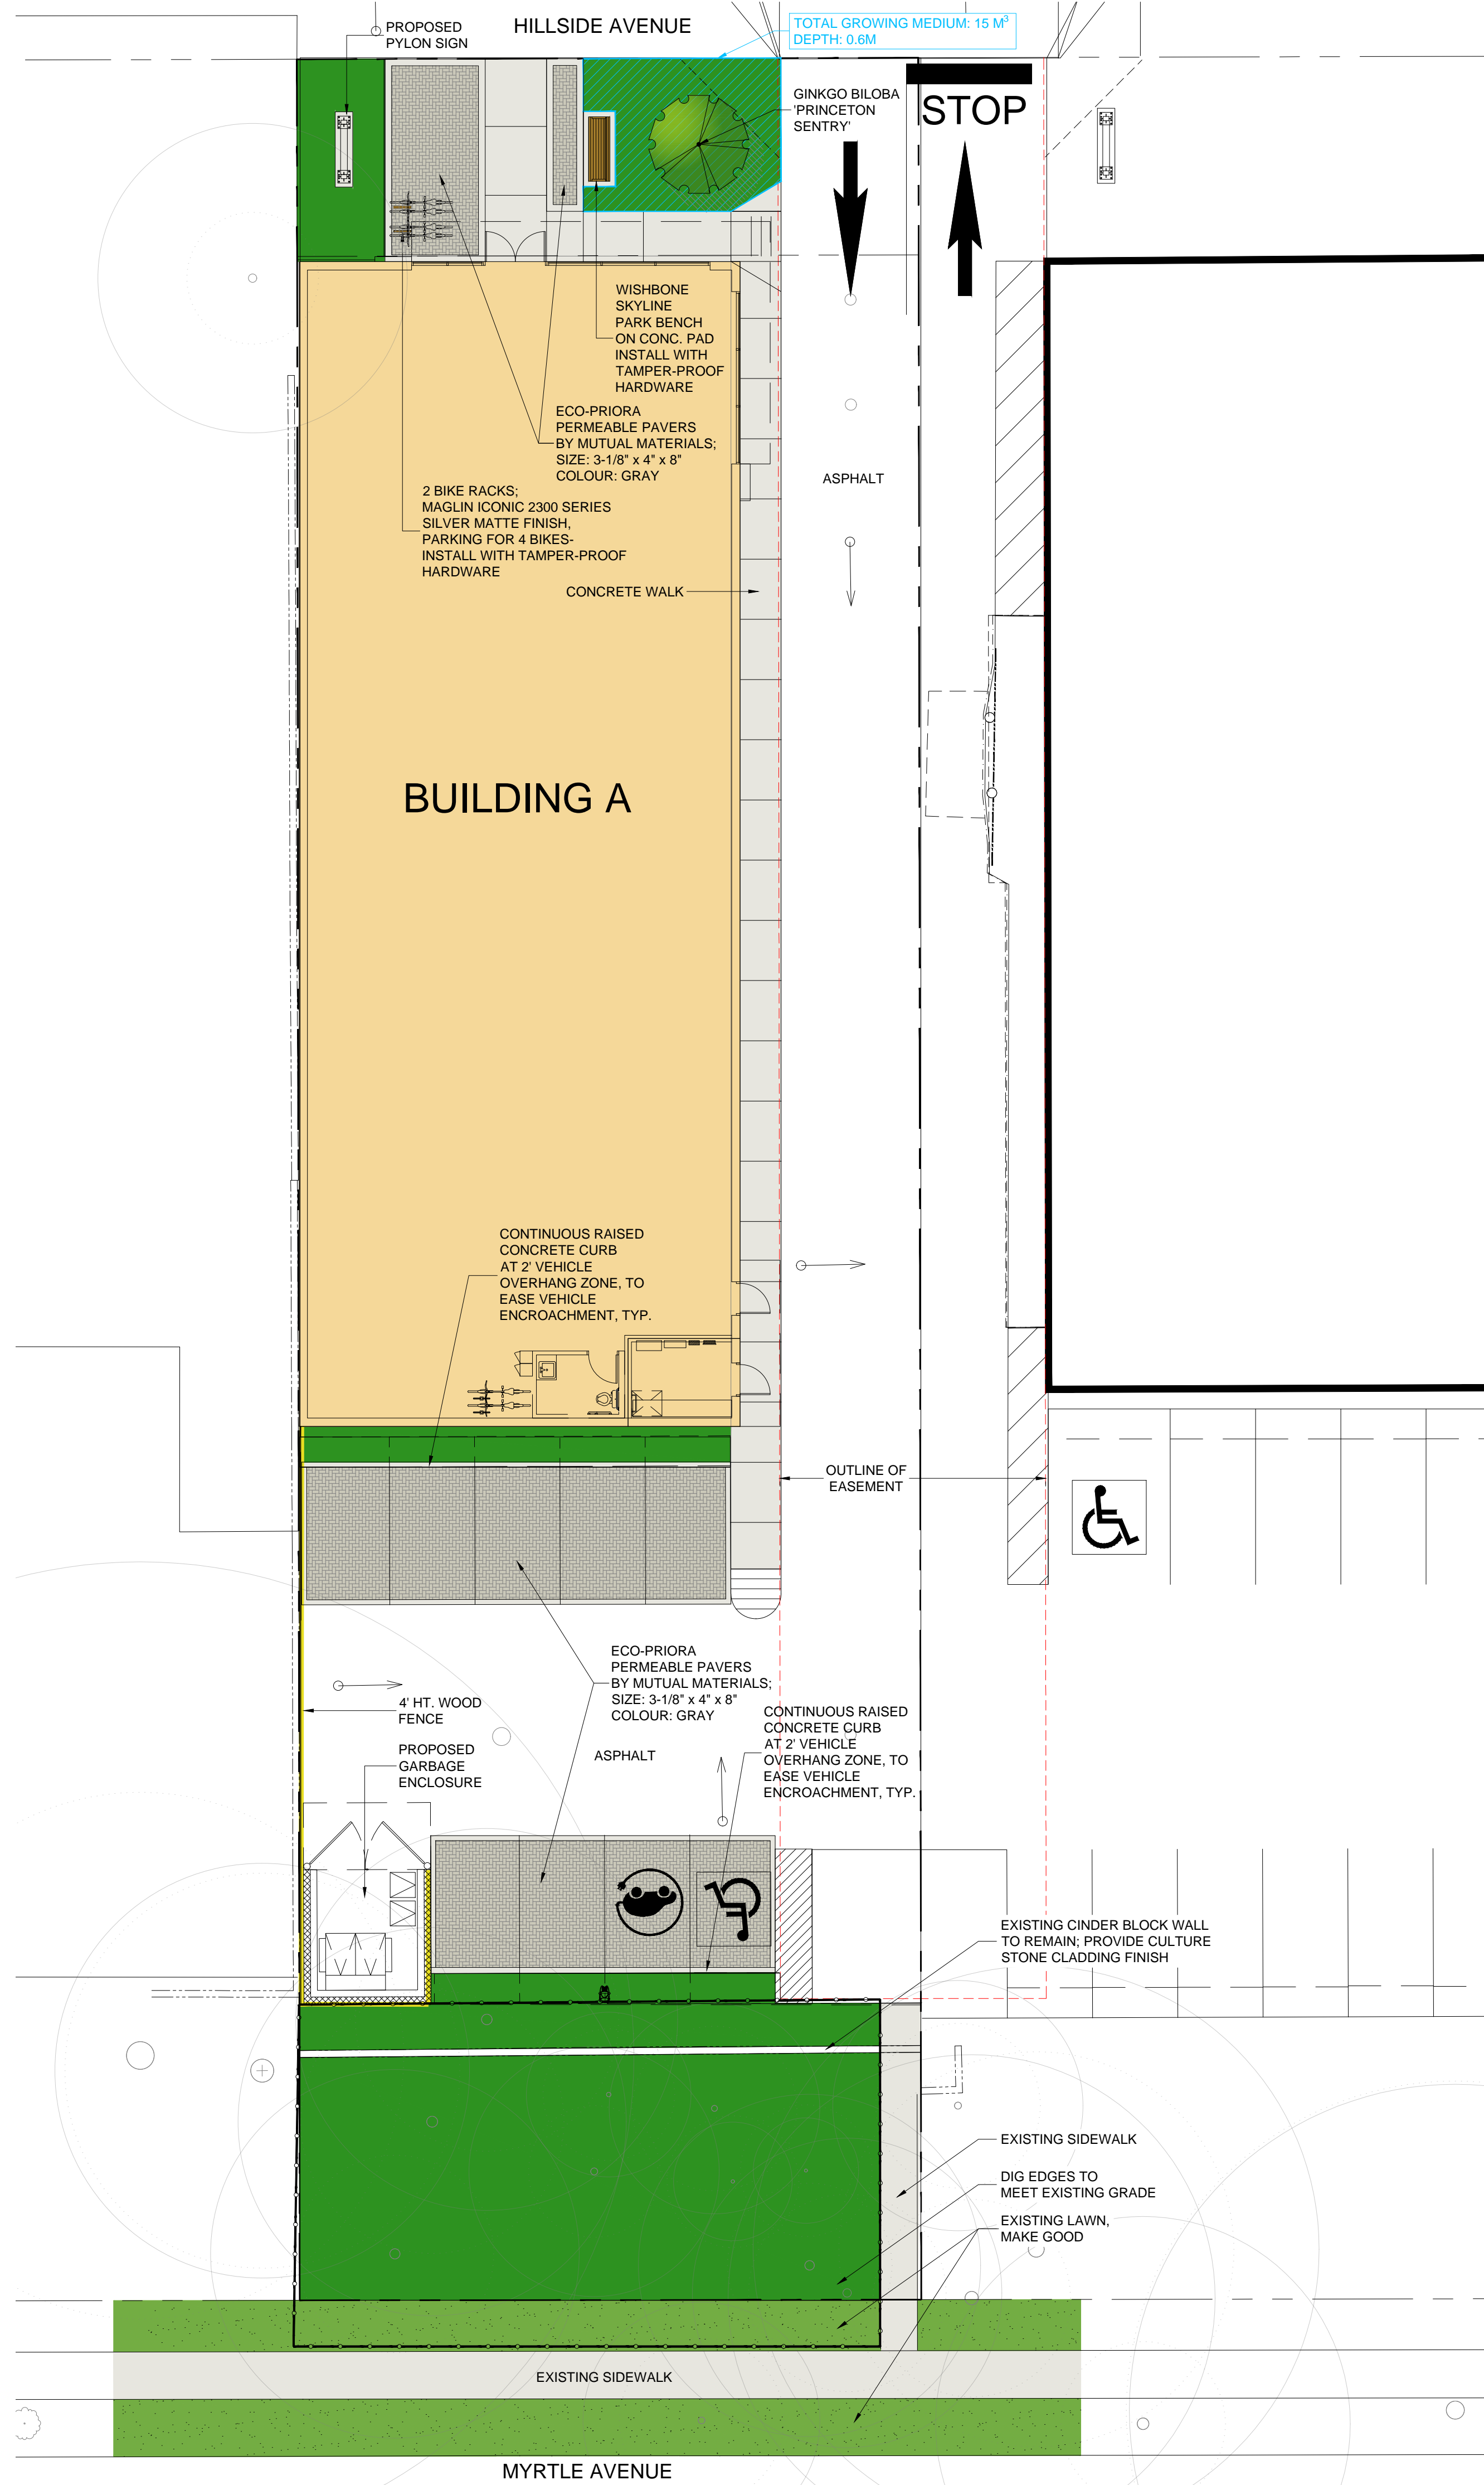 PROPOSED
PYLON SIGN
HILLSIDE AVENUE
TOTAL GROWING MEDIUM: 15 M³
DEPTH: 0.6M
GINKGO BILOBA
'PRINCETON
SENTRY'
STOP
WISHBONE
SKYLINE
PARK BENCH
ON CONC. PAD
INSTALL WITH
TAMPER-PROOF
HARDWARE
ECO-PRIORA
PERMEABLE PAVERS
BY MUTUAL MATERIALS;
SIZE: 3-1/8" x 4" x 8"
COLOUR: GRAY
ASPHALT
2 BIKE RACKS;
MAGLIN ICONIC 2300 SERIES
SILVER MATTE FINISH,
PARKING FOR 4 BIKES-
INSTALL WITH TAMPER-PROOF
HARDWARE
CONCRETE WALK
BUILDING A
CONTINUOUS RAISED
CONCRETE CURB
AT 2' VEHICLE
OVERHANG ZONE, TO
EASE VEHICLE
ENCROACHMENT, TYP.
OUTLINE OF
EASEMENT
ECO-PRIORA
PERMEABLE PAVERS
BY MUTUAL MATERIALS;
SIZE: 3-1/8" x 4" x 8"
COLOUR: GRAY
4' HT. WOOD
FENCE
PROPOSED
GARBAGE
ENCLOSURE
ASPHALT
CONTINUOUS RAISED
CONCRETE CURB
AT 2' VEHICLE
OVERHANG ZONE, TO
EASE VEHICLE
ENCROACHMENT, TYP.
EXISTING CINDER BLOCK WALL
TO REMAIN; PROVIDE CULTURE
STONE CLADDING FINISH
EXISTING SIDEWALK
DIG EDGES TO
MEET EXISTING GRADE
EXISTING LAWN,
MAKE GOOD
EXISTING SIDEWALK
MYRTLE AVENUE